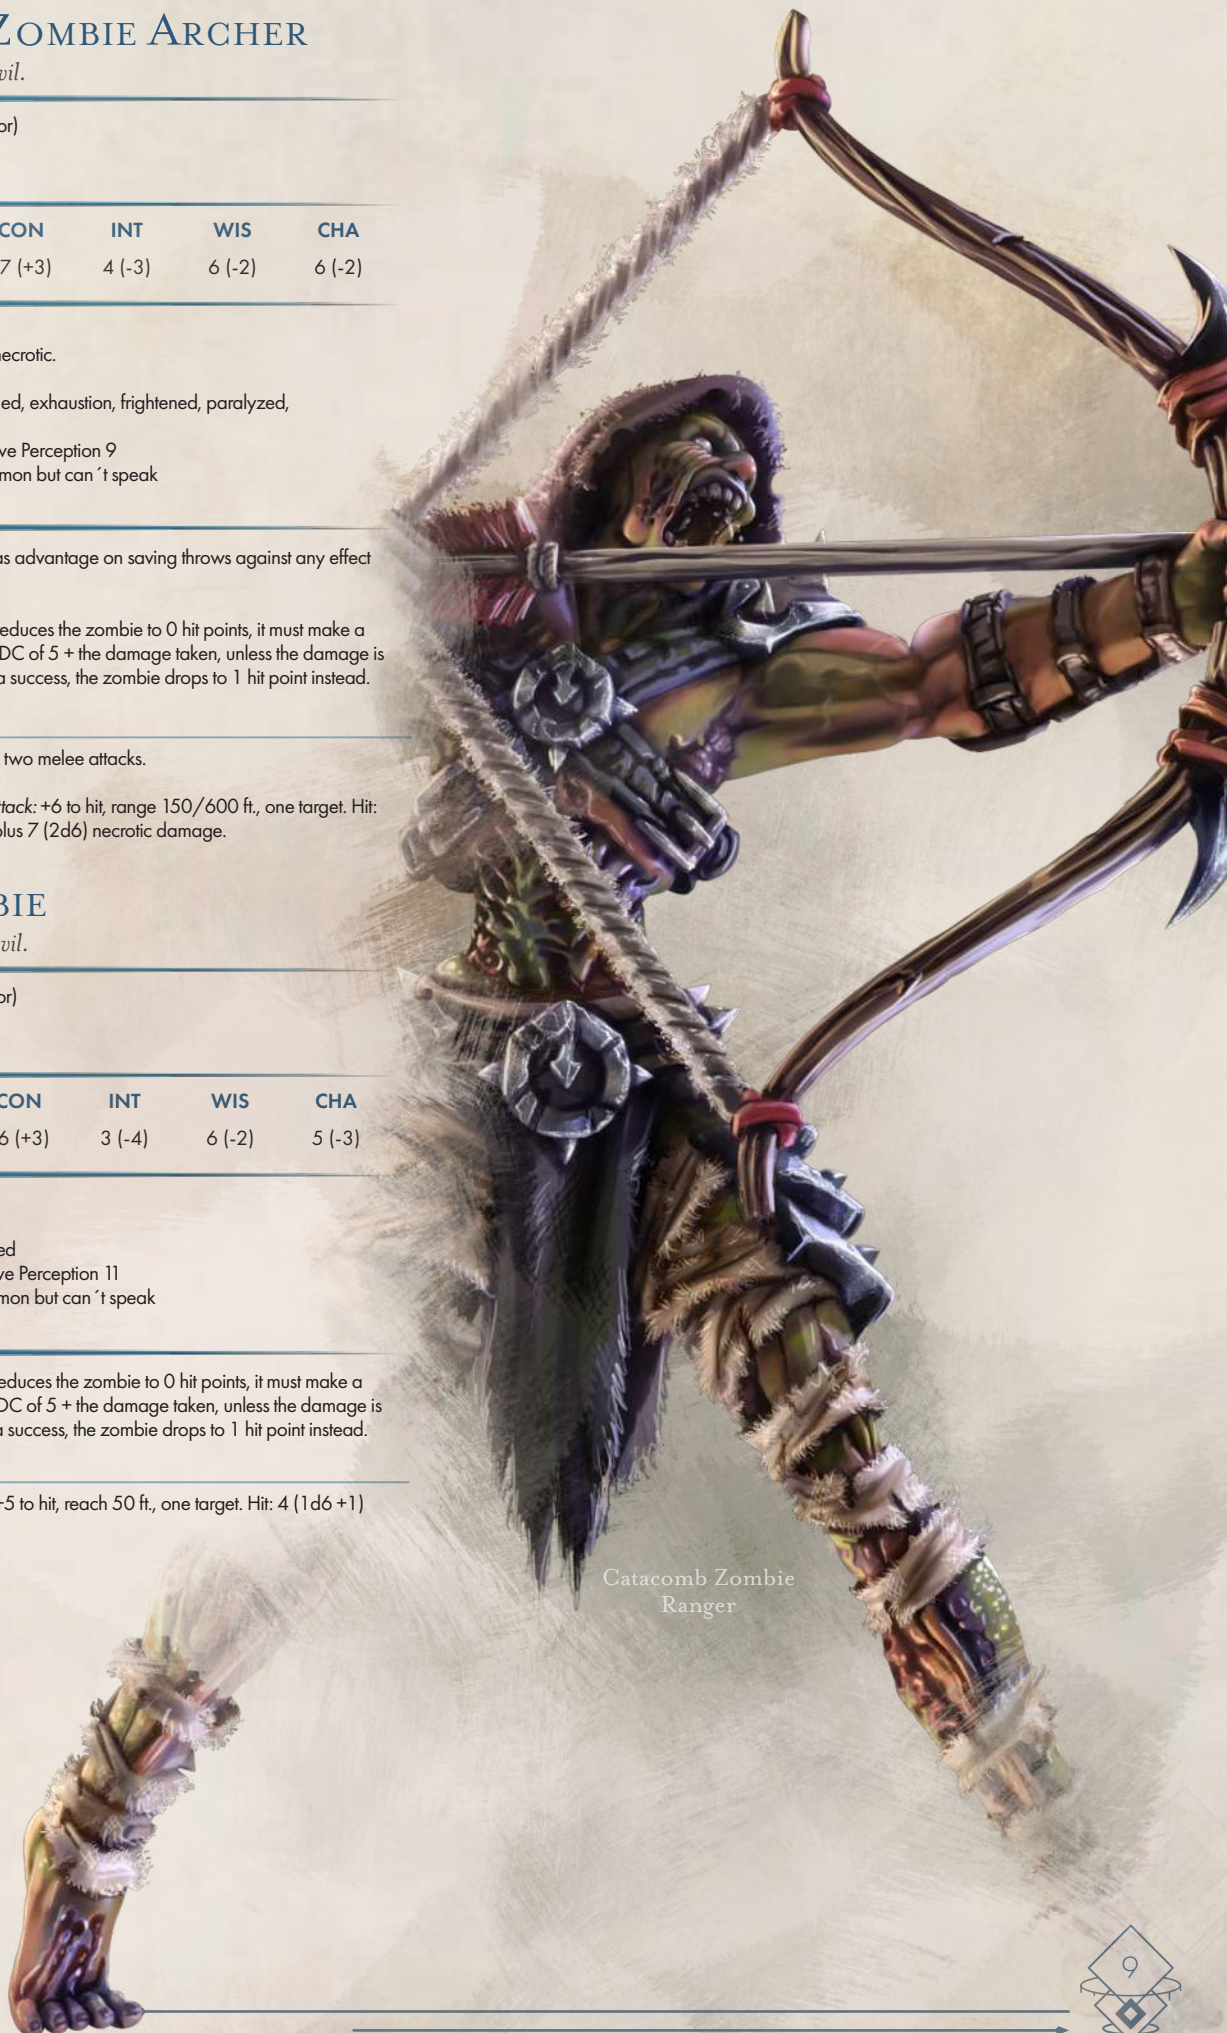 ZOMBIE ARCHER
vil.
or)
CON INT WIS CHA
7 (+3) 4 (-3) 6 (-2) 6 (-2)
necrotic.
ed, exhaustion, frightened, paralyzed,
ve Perception 9
mon but can´t speak
as advantage on saving throws against any effect
reduces the zombie to 0 hit points, it must make a
DC of 5 + the damage taken, unless the damage is
a success, the zombie drops to 1 hit point instead.
two melee attacks.
ttack: +6 to hit, range 150/600 ft., one target. Hit:
plus 7 (2d6) necrotic damage.
BIE
vil.
or)
CON INT WIS CHA
6 (+3) 3 (-4) 6 (-2) 5 (-3)
ed
ve Perception 11
mon but can´t speak
reduces the zombie to 0 hit points, it must make a
DC of 5 + the damage taken, unless the damage is
a success, the zombie drops to 1 hit point instead.
+5 to hit, reach 50 ft., one target. Hit: 4 (1d6 +1)
Catacomb Zombie
Ranger
9